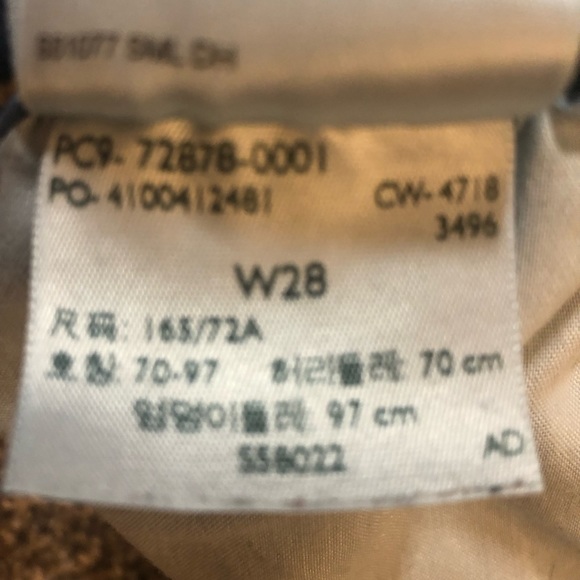 PC9- 72878-0001
PO- 4100412481 CW- 4718
3496
W28
尺 码: 165/72A
호칭: 70-97 허리둘레: 70 cm
엉덩이둘레: 97 cm
558022 AD